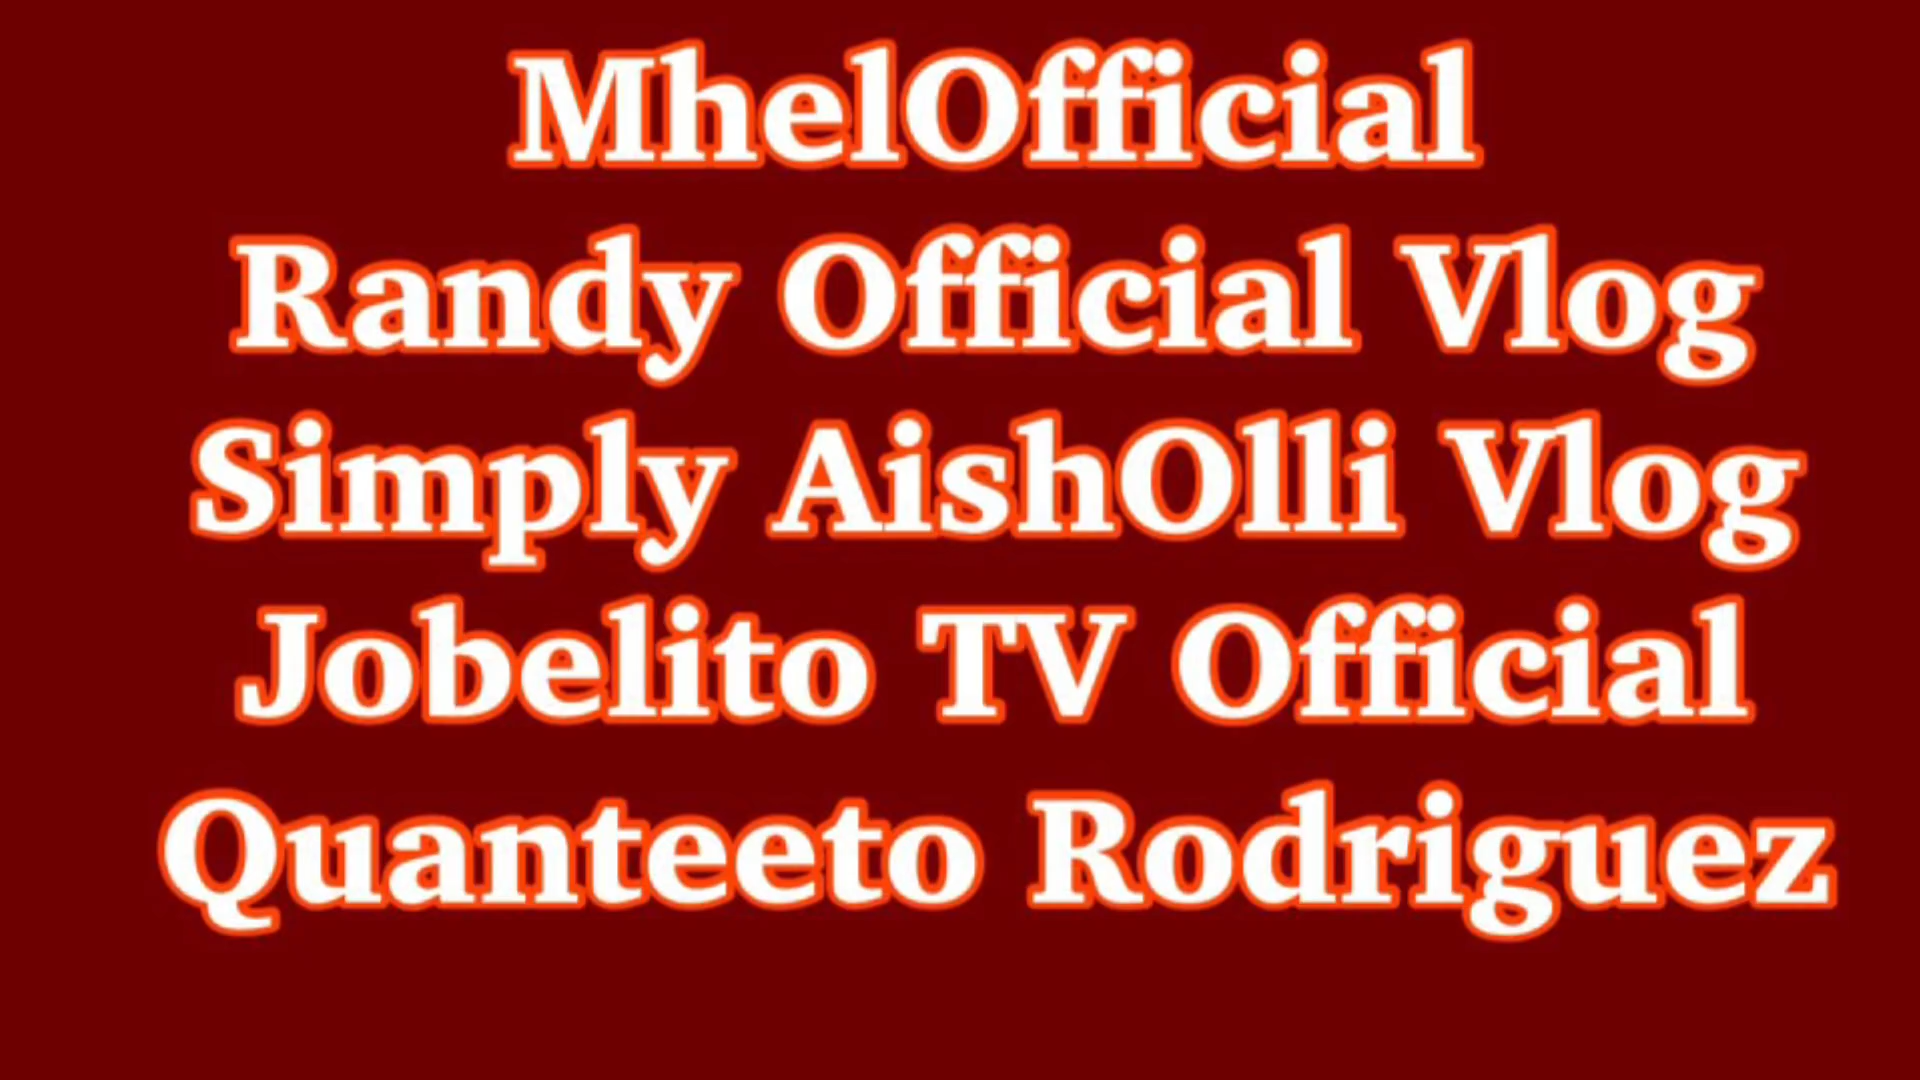 MhelOfficial
Randy Official Vlog
Simply AishOlli Vlog
Jobelito TV Official
Quanteeto Rodriguez